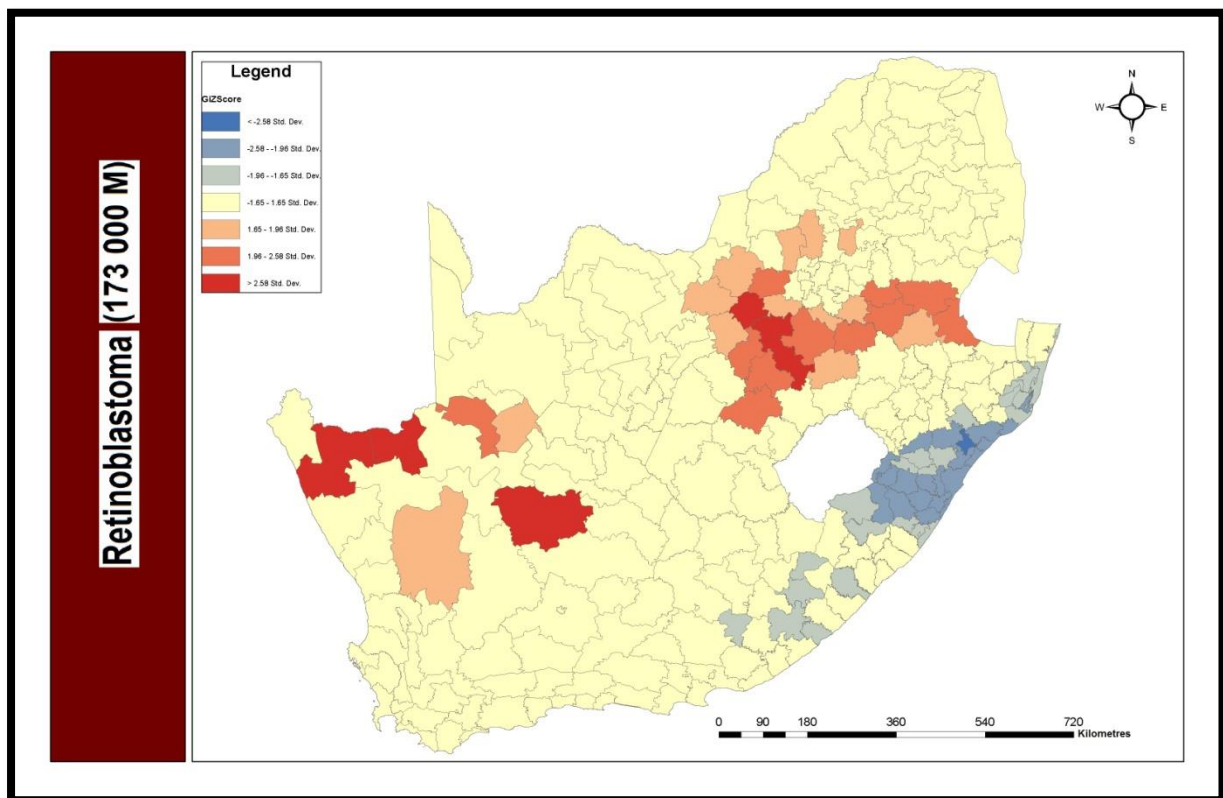 Retinoblastoma (173 000 M)
Legend
GiZScore
< -2.58 Std. Dev.
-2.58 - -1.96 Std. Dev.
-1.96 - -1.65 Std. Dev.
-1.65 - 1.65 Std. Dev.
1.65 - 1.96 Std. Dev.
1.96 - 2.58 Std. Dev.
> 2.58 Std. Dev.
N
W E
S
0 90 180 360 540 720
Kilometres